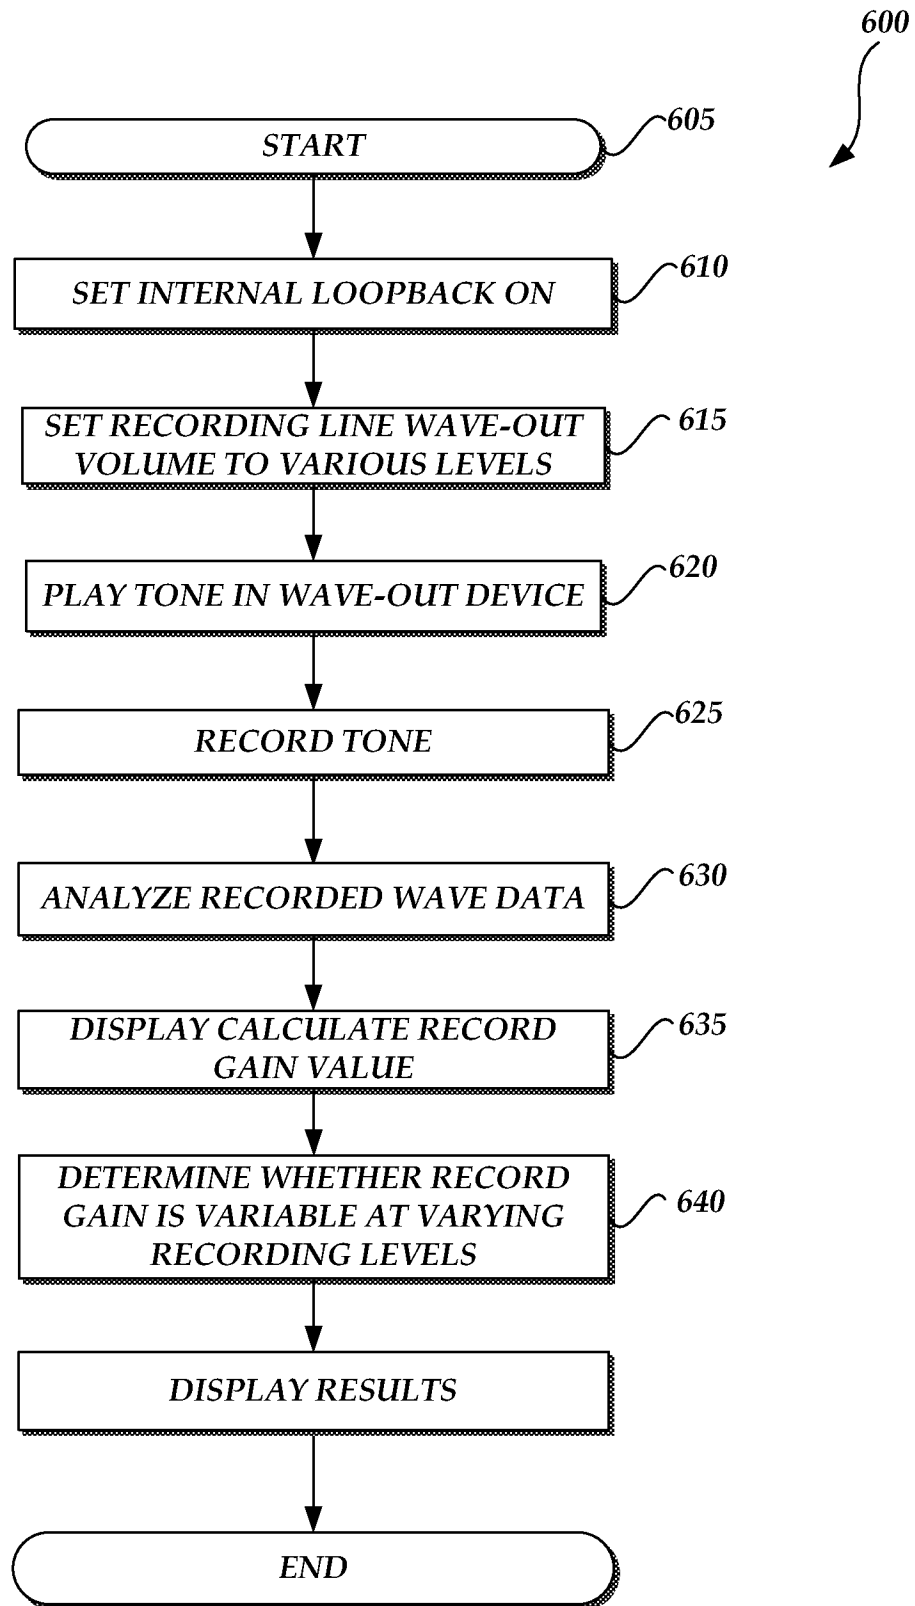 600
START
605
SET INTERNAL LOOPBACK ON
610
SET RECORDING LINE WAVE-OUT
VOLUME TO VARIOUS LEVELS
615
PLAY TONE IN WAVE-OUT DEVICE
620
RECORD TONE
625
ANALYZE RECORDED WAVE DATA
630
DISPLAY CALCULATE RECORD
GAIN VALUE
635
DETERMINE WHETHER RECORD
GAIN IS VARIABLE AT VARYING
RECORDING LEVELS
640
DISPLAY RESULTS
END